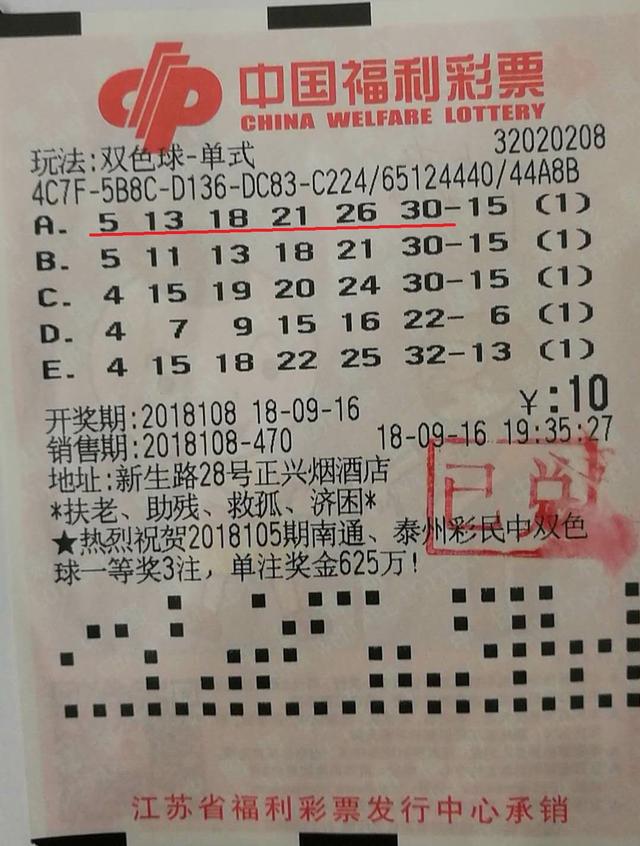 中国福利彩票
CHINA WELFARE LOTTERY
玩法:双色球-单式 32020208
4C7F-5B8C-D136-DC83-C224/65124440/44A8B
A. 5 13 18 21 26 30-15 (1)
B. 5 11 13 18 21 30-15 (1)
C. 4 15 19 20 24 30-15 (1)
D. 4 7 9 15 16 22- 6 (1)
E. 4 15 18 22 25 32-13 (1)
¥:10
开奖期:2018108 18-09-16
销售期:2018108-470 18-09-16 19:35:27
地址:新生路28号正兴烟酒店
已兑
*扶老、助残、救孤、济困*
★热烈祝贺2018105期南通、泰州彩民中双色
球一等奖3注，单注奖金625万!
江苏省福利彩票发行中心承销